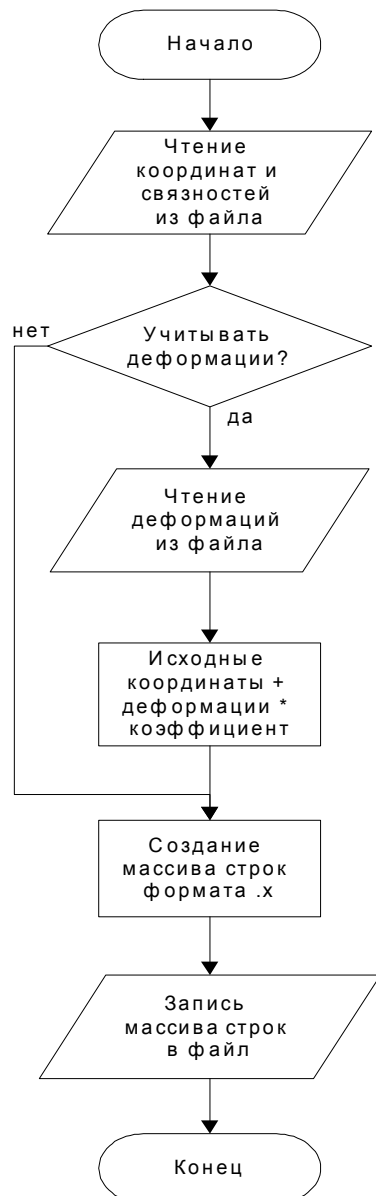 Начало
Чтение
координат и
связностей
из файла
нет
Учитывать
деформации?
да
Чтение
деформаций
из файла
Исходные
координаты +
деформации *
коэффициент
Создание
массива строк
формата .x
Запись
массива строк
в файл
Конец